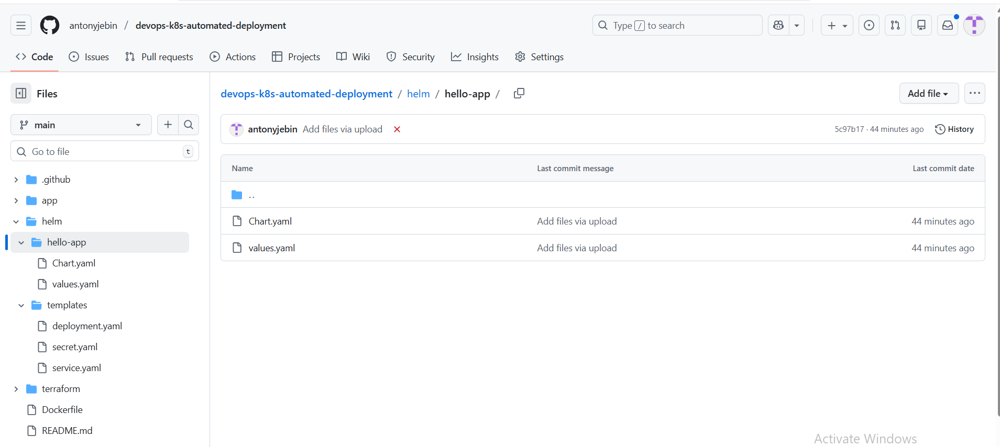 antonyjebin / devops-k8s-automated-deployment
Type / to search
Code Issues Pull requests Actions Projects Wiki Security Insights Settings
Files
main
Go to file t
.github
app
helm
hello-app
Chart.yaml
values.yaml
templates
deployment.yaml
secret.yaml
service.yaml
terraform
Dockerfile
README.md
devops-k8s-automated-deployment / helm / hello-app /
Add file
antonyjebin Add files via upload
5c97b17 · 44 minutes ago History
Name Last commit message Last commit date
..
Chart.yaml Add files via upload 44 minutes ago
values.yaml Add files via upload 44 minutes ago
Activate Windows